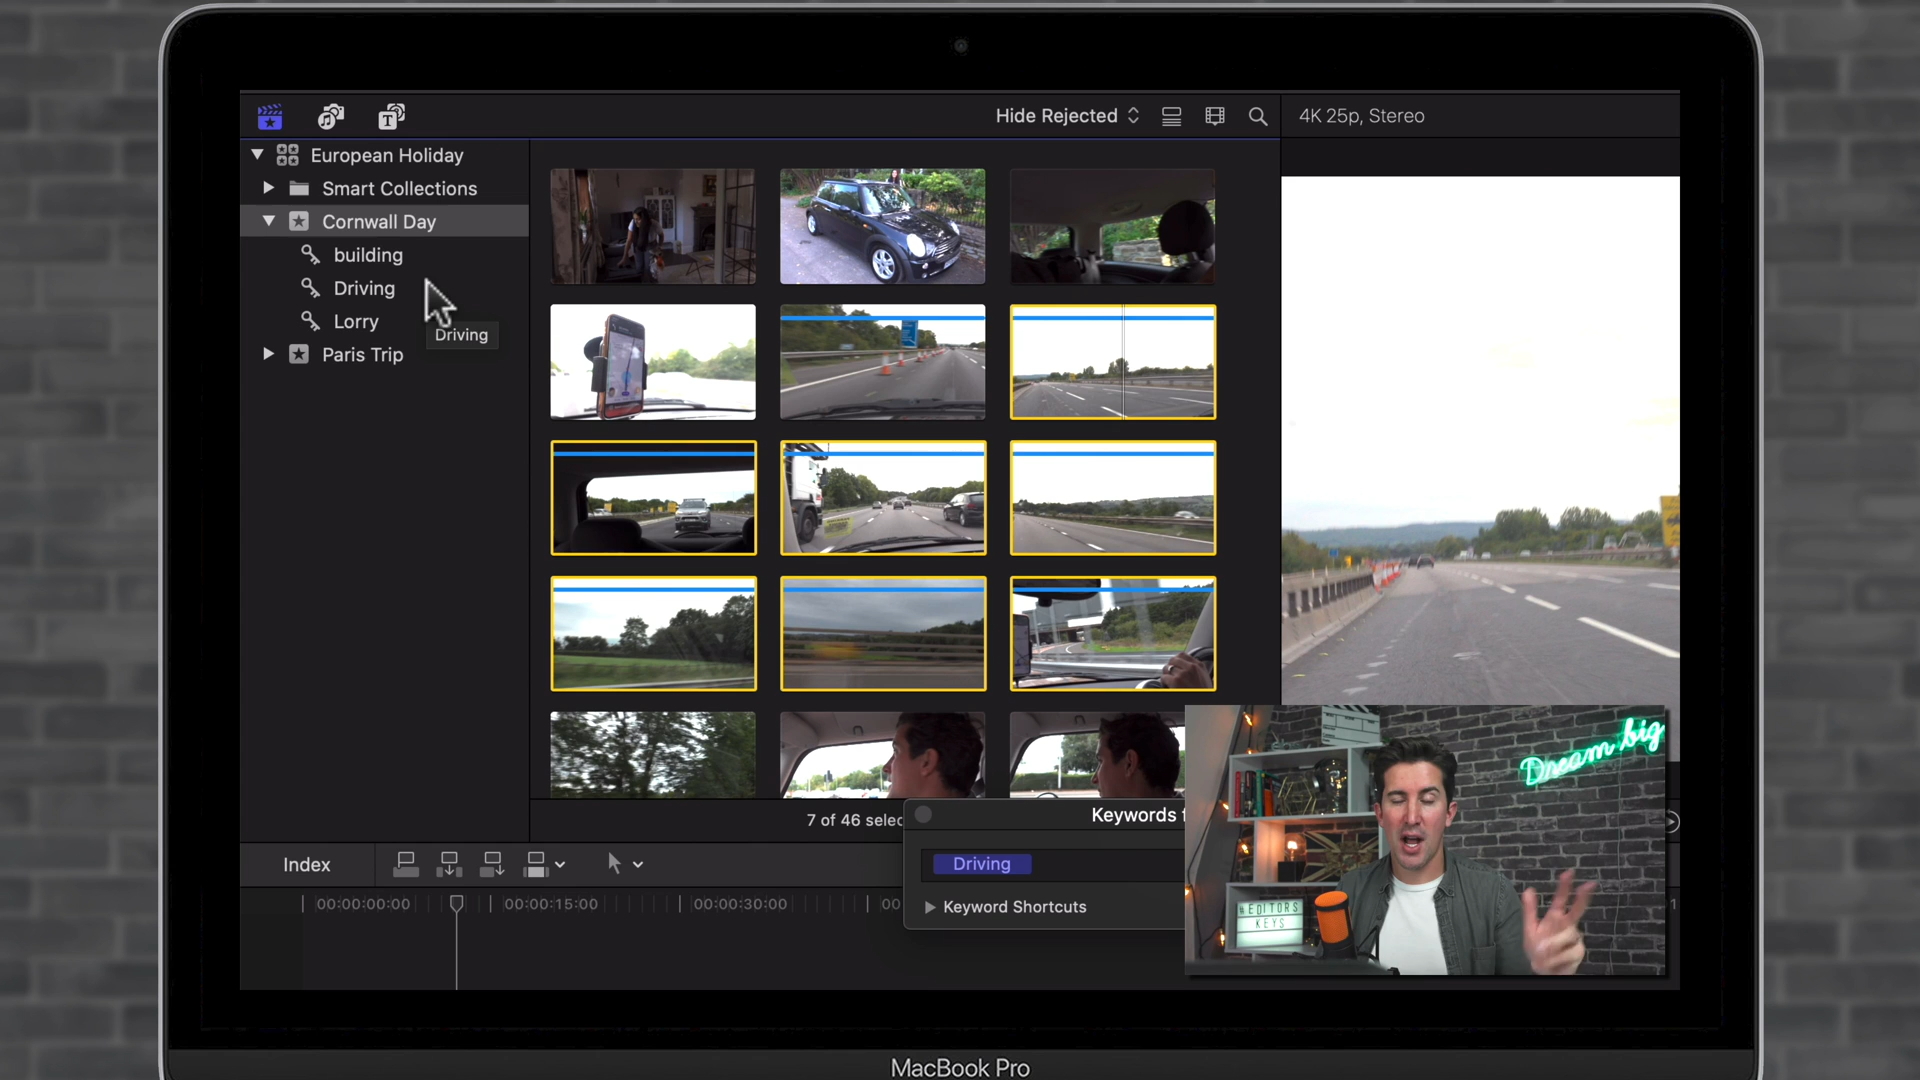 Hide Rejected
4K 25p, Stereo
European Holiday
Smart Collections
Cornwall Day
building
Driving
Lorry
Driving
Paris Trip
7 of 46 selec
Keywords f
Driving
Keyword Shortcuts
Index
00:00:00:00
00:00:15:00
00:00:30:00
00
Dream big
#EDITORS
KEYS
MacBook Pro